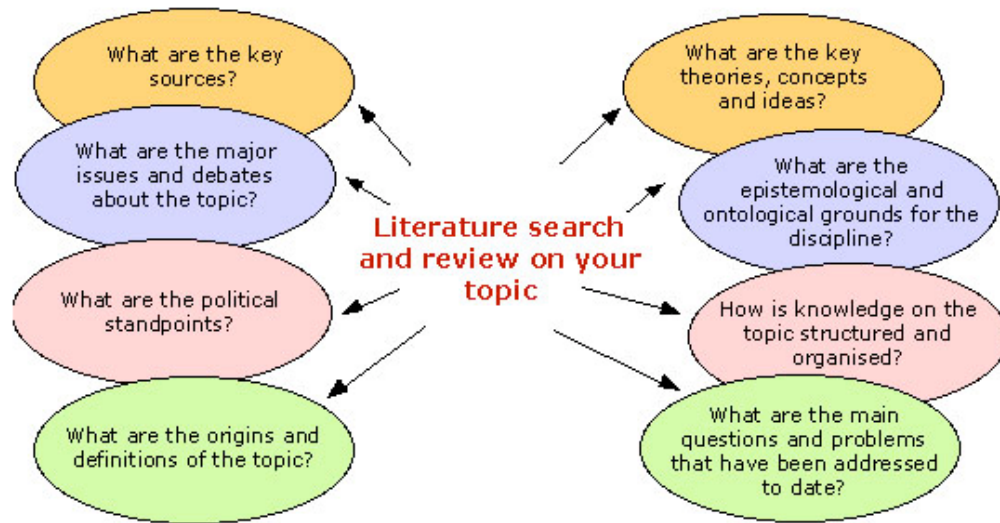 What are the key
sources?
What are the major
issues and debates
about the topic?
What are the political
standpoints?
What are the origins and
definitions of the topic?
Literature search
and review on your
topic
What are the key
theories, concepts
and ideas?
What are the
epistemological and
ontological grounds for the
discipline?
How is knowledge on the
topic structured and
organised?
What are the main
questions and problems
that have been addressed
to date?